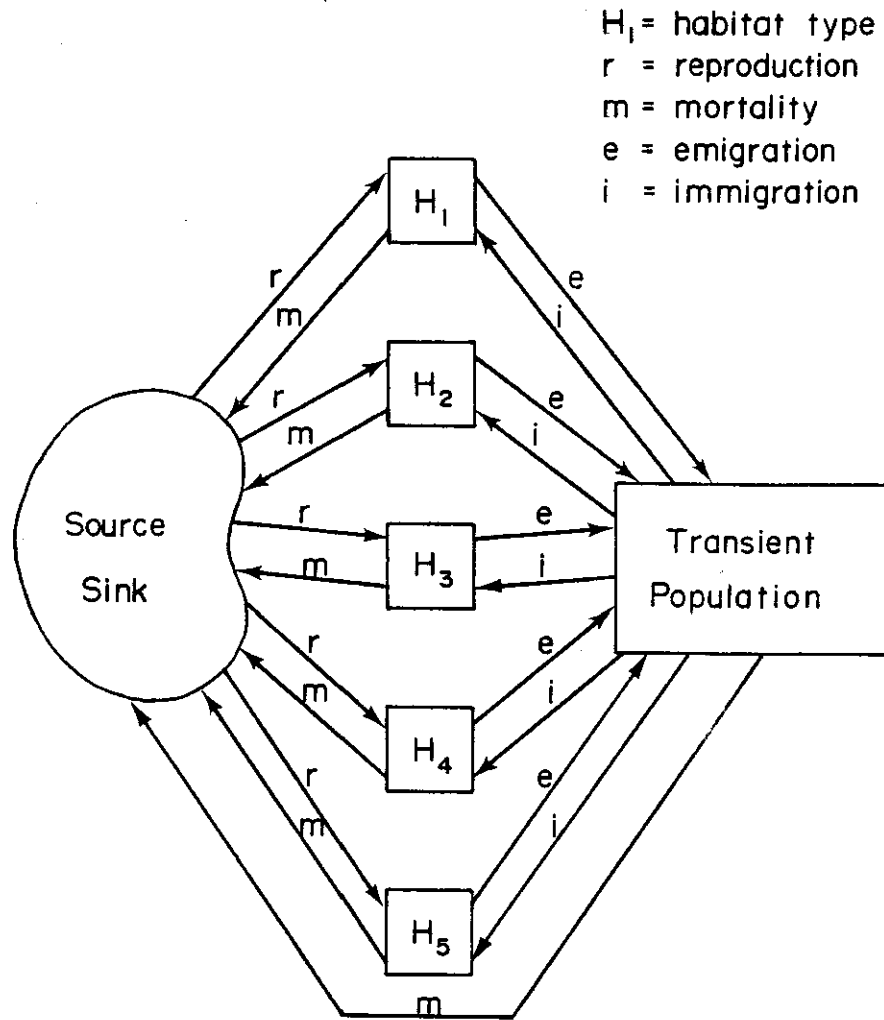 H₁ = habitat type
r = reproduction
m = mortality
e = emigration
i = immigration
H₁
r
m
e
i
H₂
r
m
e
i
Source
Sink
r
m
H₃
e
i
Transient
Population
r
m
H₄
e
i
r
m
H₅
e
i
m